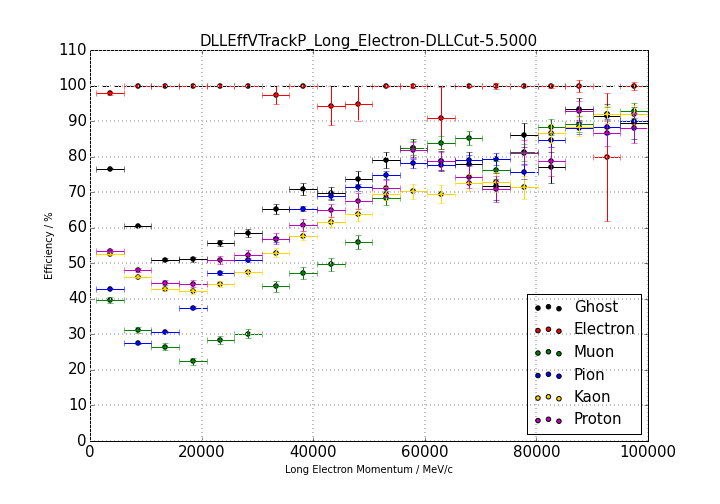 DLLEffVTrackP_Long_Electron-DLLCut-5.5000
110
100
90
80
70
60
50
40
30
20
10
0
Efficiency / %
0 20000 40000 60000 80000 100000
Long Electron Momentum / MeV/c
Ghost
Electron
Muon
Pion
Kaon
Proton